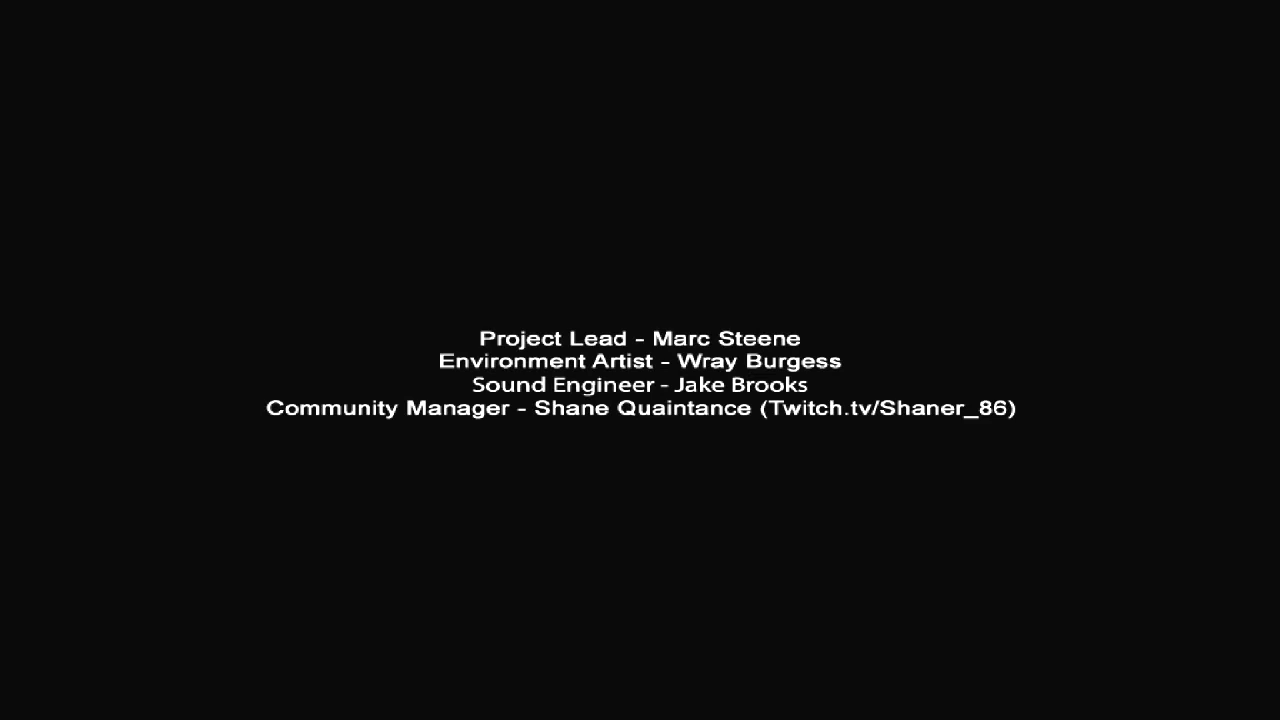 Project Lead - Marc Steene
Environment Artist - Wray Burgess
Sound Engineer - Jake Brooks
Community Manager - Shane Quaintance (Twitch.tv/Shaner_86)